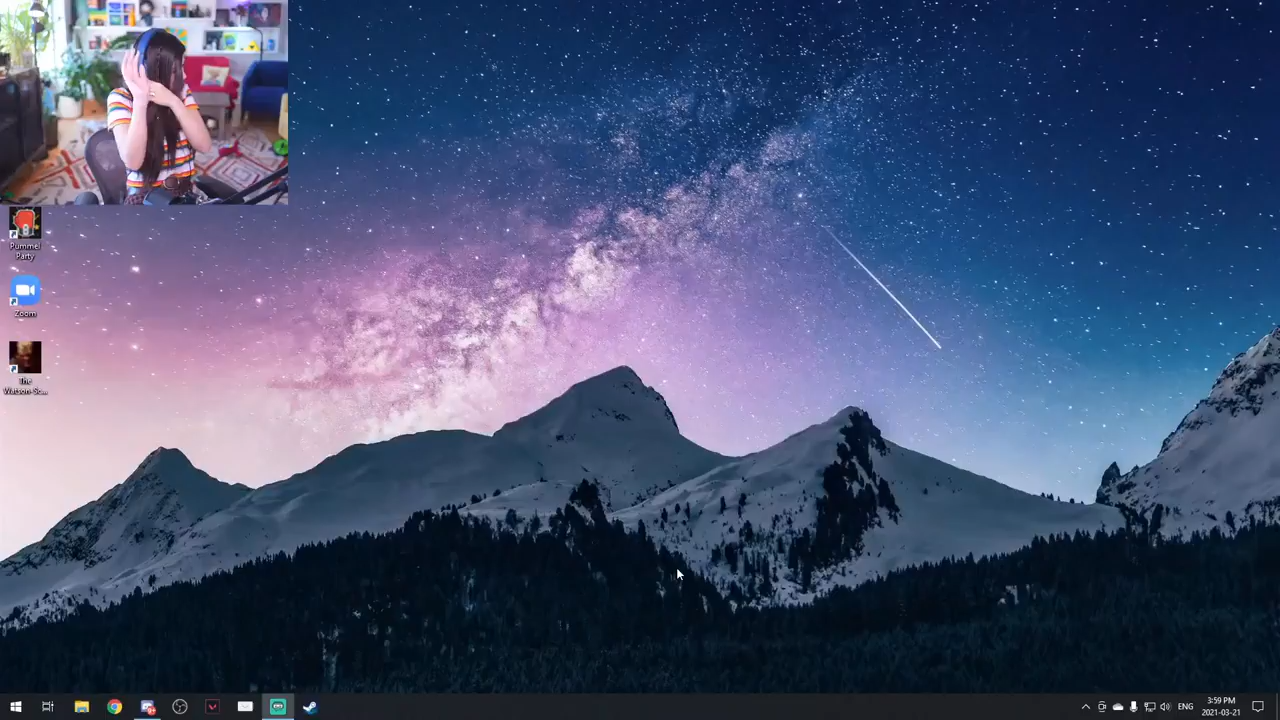 Pummel
Party
Zoom
The
Watson-Sc...
ENG
3:59 PM
2021-03-21